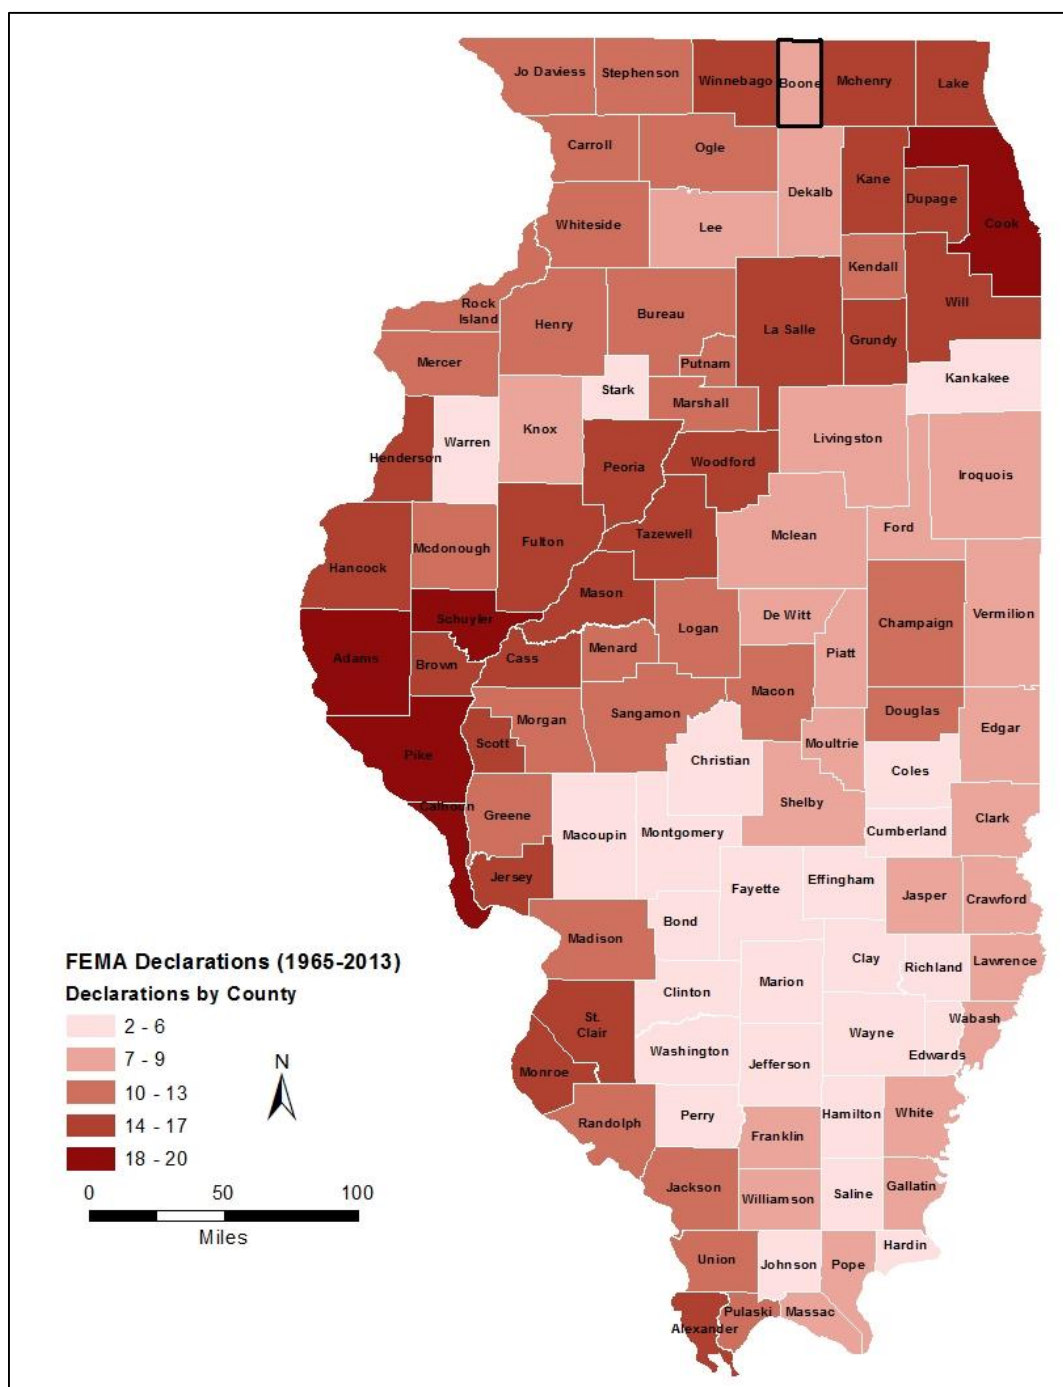 Jo Daviess
Stephenson
Winnebago
Boone
Mchenry
Lake
Carroll
Ogle
Dekalb
Kane
Dupage
Cook
Whiteside
Lee
Kendall
Will
Rock
Island
Henry
Bureau
La Salle
Grundy
Mercer
Putnam
Kankakee
Stark
Marshall
Henderson
Warren
Knox
Peoria
Woodford
Livingston
Iroquois
Hancock
Mcdonough
Fulton
Tazewell
Mclean
Ford
Mason
Schuyler
Adams
Brown
Cass
Menard
Logan
De Witt
Piatt
Champaign
Vermilion
Pike
Scott
Morgan
Sangamon
Macon
Moultrie
Douglas
Edgar
Christian
Shelby
Coles
Calhoun
Greene
Macoupin
Montgomery
Cumberland
Clark
Jersey
Fayette
Effingham
Jasper
Crawford
Madison
Bond
Clay
Richland
Lawrence
Clinton
Marion
Wayne
Wabash
St.
Clair
Washington
Jefferson
Edwards
Monroe
Randolph
Perry
Franklin
Hamilton
White
Jackson
Williamson
Saline
Gallatin
Union
Johnson
Pope
Hardin
Alexander
Pulaski
Massac
FEMA Declarations (1965-2013)
Declarations by County
2 - 6
7 - 9
10 - 13
14 - 17
18 - 20
N
0 50 100
Miles